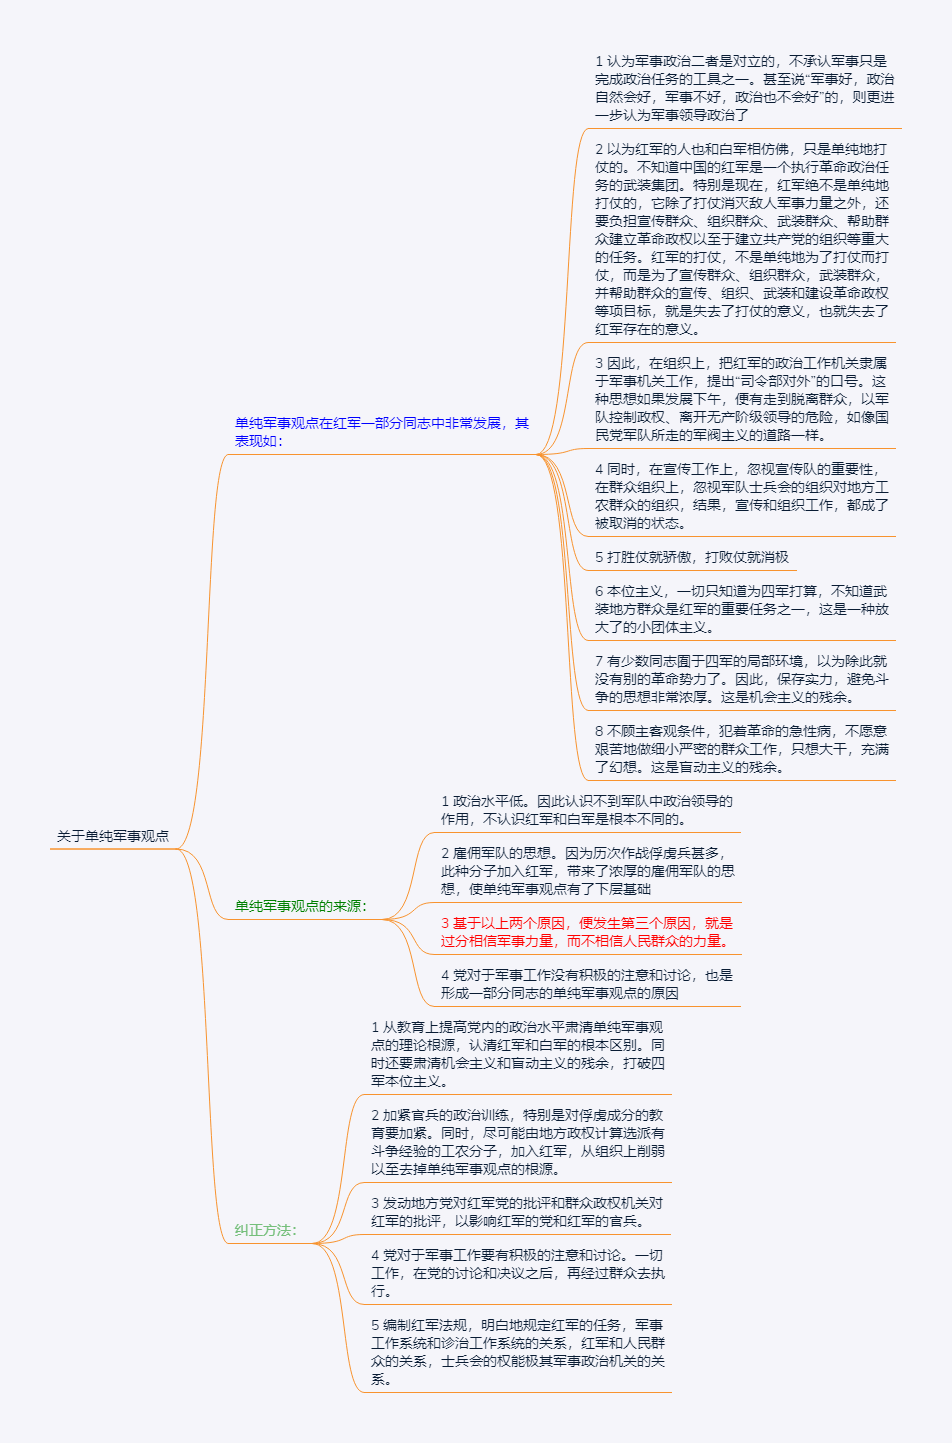 关于单纯军事观点
单纯军事观点在红军一部分同志中非常发展，其
表现如：
1 认为军事政治二者是对立的，不承认军事只是
完成政治任务的工具之一。甚至说“军事好，政治
自然会好，军事不好，政治也不会好”的，则更进
一步认为军事领导政治了
2 以为红军的人也和白军相仿佛，只是单纯地打
仗的。不知道中国的红军是一个执行革命政治任
务的武装集团。特别是现在，红军绝不是单纯地
打仗的，它除了打仗消灭敌人军事力量之外，还
要负担宣传群众、组织群众、武装群众、帮助群
众建立革命政权以至于建立共产党的组织等重大
的任务。红军的打仗，不是单纯地为了打仗而打
仗，而是为了宣传群众、组织群众，武装群众，
并帮助群众的宣传、组织、武装和建设革命政权
等项目标，就是失去了打仗的意义，也就失去了
红军存在的意义。
3 因此，在组织上，把红军的政治工作机关隶属
于军事机关工作，提出“司令部对外”的口号。这
种思想如果发展下午，便有走到脱离群众，以军
队控制政权、离开无产阶级领导的危险，如像国
民党军队所走的军阀主义的道路一样。
4 同时，在宣传工作上，忽视宣传队的重要性，
在群众组织上，忽视军队士兵会的组织对地方工
农群众的组织，结果，宣传和组织工作，都成了
被取消的状态。
5 打胜仗就骄傲，打败仗就消极
6 本位主义，一切只知道为四军打算，不知道武
装地方群众是红军的重要任务之一，这是一种放
大了的小团体主义。
7 有少数同志囿于四军的局部环境，以为除此就
没有别的革命势力了。因此，保存实力，避免斗
争的思想非常浓厚。这是机会主义的残余。
8 不顾主客观条件，犯着革命的急性病，不愿意
艰苦地做细小严密的群众工作，只想大干，充满
了幻想。这是盲动主义的残余。
单纯军事观点的来源：
1 政治水平低。因此认识不到军队中政治领导的
作用，不认识红军和白军是根本不同的。
2 雇佣军队的思想。因为历次作战俘虏兵甚多，
此种分子加入红军，带来了浓厚的雇佣军队的思
想，使单纯军事观点有了下层基础
3 基于以上两个原因，便发生第三个原因，就是
过分相信军事力量，而不相信人民群众的力量。
4 党对于军事工作没有积极的注意和讨论，也是
形成一部分同志的单纯军事观点的原因
纠正方法：
1 从教育上提高党内的政治水平肃清单纯军事观
点的理论根源，认清红军和白军的根本区别。同
时还要肃清机会主义和盲动主义的残余，打破四
军本位主义。
2 加紧官兵的政治训练，特别是对俘虏成分的教
育要加紧。同时，尽可能由地方政权计算选派有
斗争经验的工农分子，加入红军，从组织上削弱
以至去掉单纯军事观点的根源。
3 发动地方党对红军党的批评和群众政权机关对
红军的批评，以影响红军的党和红军的官兵。
4 党对于军事工作要有积极的注意和讨论。一切
工作，在党的讨论和决议之后，再经过群众去执
行。
5 编制红军法规，明白地规定红军的任务，军事
工作系统和诊治工作系统的关系，红军和人民群
众的关系，士兵会的权能极其军事政治机关的关
系。